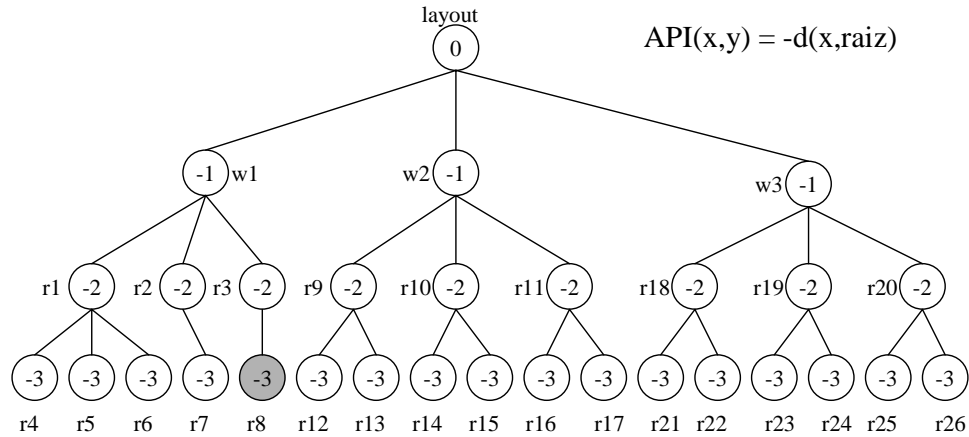 layout
0
API(x,y) = -d(x,raiz)
-1 w1 w2 -1 w3 -1
r1 -2 r2 -2 r3 -2 r9 -2 r10 -2 r11 -2 r18 -2 r19 -2 r20 -2
-3 -3 -3 -3 -3 -3 -3 -3 -3 -3 -3 -3 -3 -3 -3 -3 -3
r4 r5 r6 r7 r8 r12 r13 r14 r15 r16 r17 r21 r22 r23 r24 r25 r26